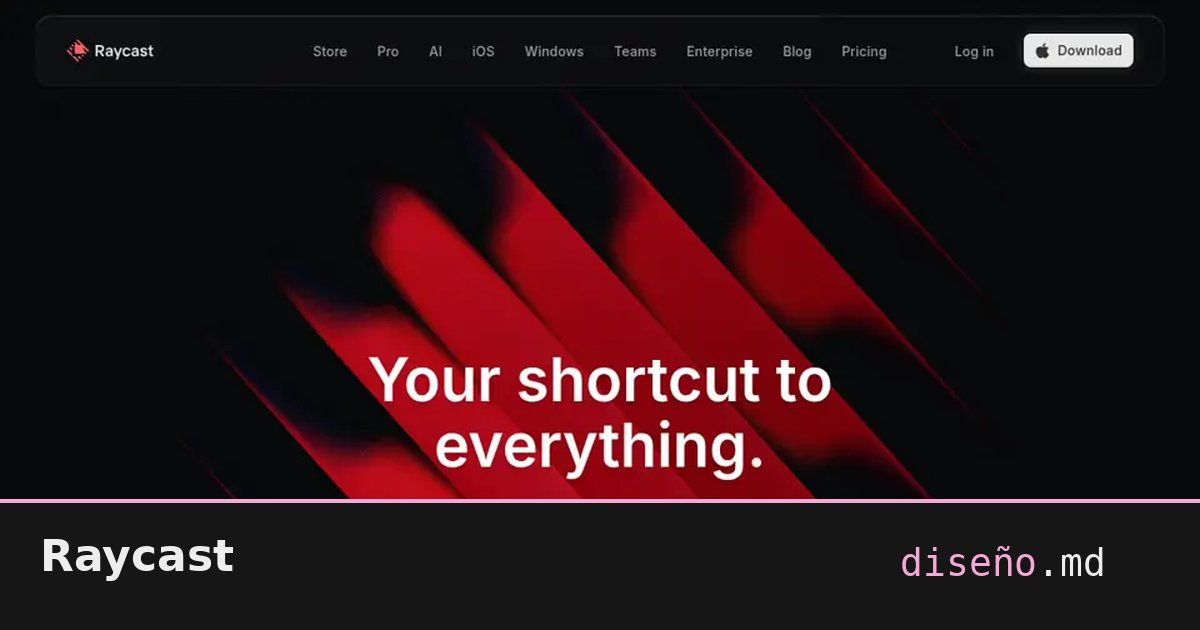 Raycast Store Pro AI iOS Windows Teams Enterprise Blog Pricing Log in Download
Your shortcut to
everything.
Raycast diseño.md